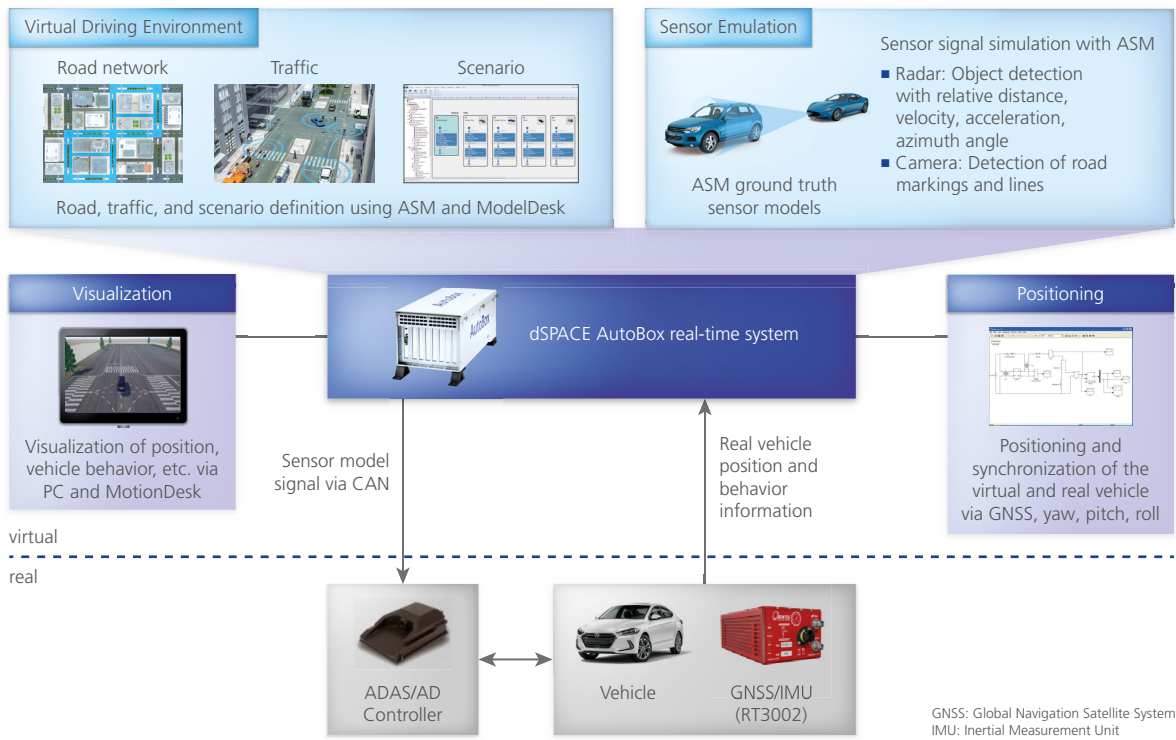 Virtual Driving Environment
Road network
Traffic
Scenario
Road, traffic, and scenario definition using ASM and ModelDesk
Sensor Emulation
ASM ground truth
sensor models
Sensor signal simulation with ASM
■ Radar: Object detection
with relative distance,
velocity, acceleration,
azimuth angle
■ Camera: Detection of road
markings and lines
Visualization
Visualization of position,
vehicle behavior, etc. via
PC and MotionDesk
AutoBox
AutoBox
dSPACE AutoBox real-time system
Positioning
Positioning and
synchronization of the
virtual and real vehicle
via GNSS, yaw, pitch, roll
Sensor model
signal via CAN
Real vehicle
position and
behavior
information
virtual
real
ADAS/AD
Controller
Vehicle
GNSS/IMU
(RT3002)
GNSS: Global Navigation Satellite System
IMU: Inertial Measurement Unit